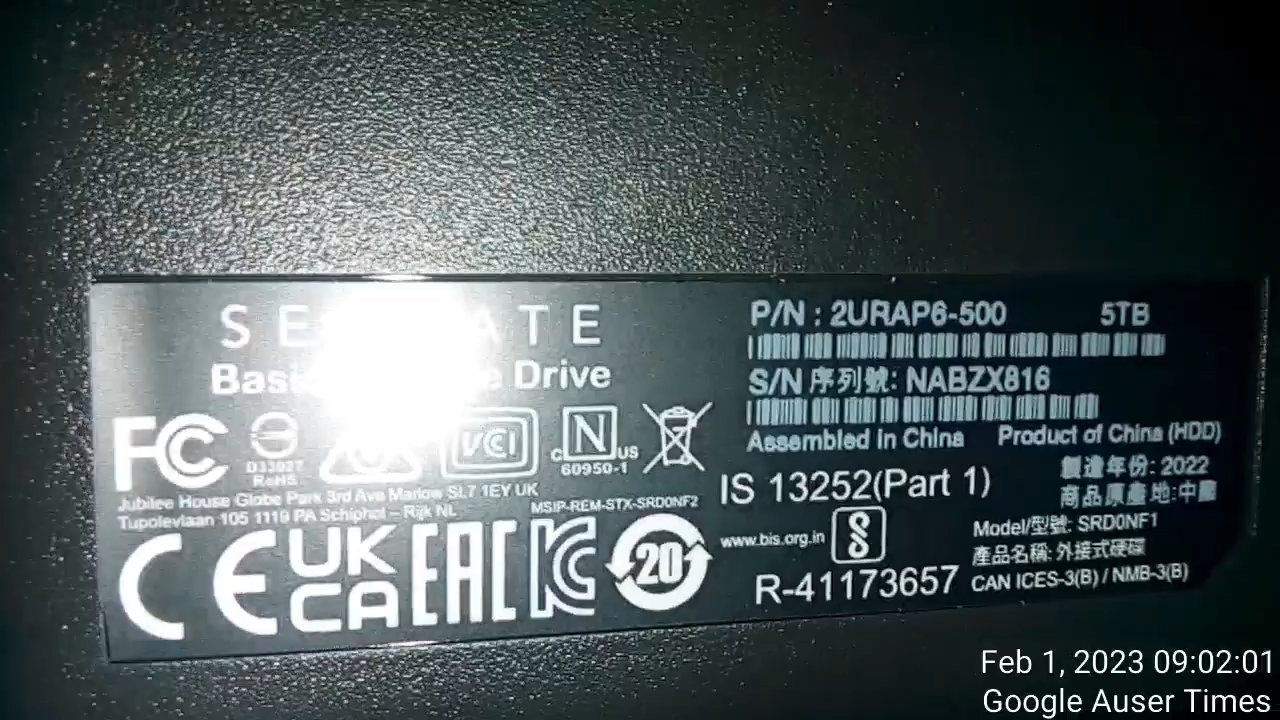 SE ATE
Drive
P/N : 2URAP6-500 5TB
S/N 序列號: NABZX816
Assembled in China Product of China (HDD)
FC
D33027
RoHS
VCI
c N US
60950-1
Jubilee House Globe Park 3rd Ave Marlow SL7 1EY UK
Tupolevlaan 105 1119 PA Schiphol – Rijk NL
MSIP-REM-STX-SRD0NF2
IS 13252(Part 1)
製造年份: 2022
商品原產地:中國
CE UK CA EAC KC 20
www.bis.org.in
R-41173657
Model/型號: SRD0NF1
產品名稱: 外接式硬碟
CAN ICES-3(B) / NMB-3(B)
Feb 1, 2023 09:02:01
Google Auser Times